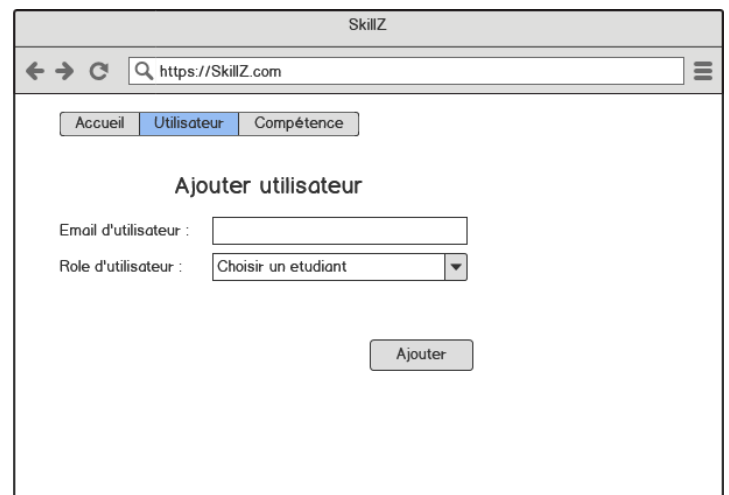 SkillZ
https://SkillZ.com
Accueil Utilisateur Compétence
Ajouter utilisateur
Email d'utilisateur :
Role d'utilisateur : Choisir un etudiant
Ajouter